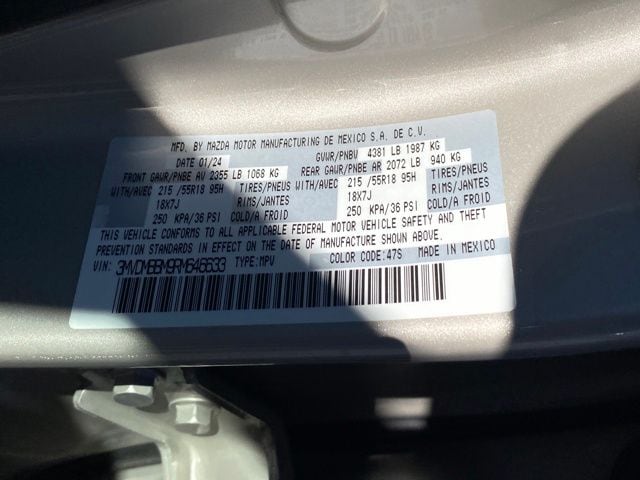 MFD. BY MAZDA MOTOR MANUFACTURING DE MEXICO S.A. DE C.V.
DATE 01/24 GVWR/PNBV 4381 LB 1987 KG
FRONT GAWR/PNBE AV 2355 LB 1068 KG REAR GAWR/PNBE AR 2072 LB 940 KG
WITH/AVEC 215 /55R18 95H TIRES/PNEUS WITH/AVEC 215 /55R18 95H TIRES/PNEUS
18X7J RIMS/JANTES 18X7J RIMS/JANTES
250 KPA/36 PSI COLD/A FROID 250 KPA/36 PSI COLD/A FROID
THIS VEHICLE CONFORMS TO ALL APPLICABLE FEDERAL MOTOR VEHICLE SAFETY AND THEFT
PREVENTION STANDARDS IN EFFECT ON THE DATE OF MANUFACTURE SHOWN ABOVE.
VIN: 3MVDMBBM9RM646633 TYPE:MPV COLOR CODE:47S MADE IN MEXICO